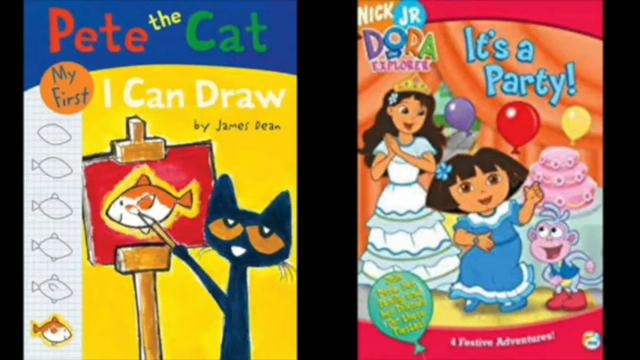 Pete the Cat
My
First
I Can Draw
by James Dean
NICK JR
DORA
the
EXPLORER
It's a
Party!
4 Festive Adventures!